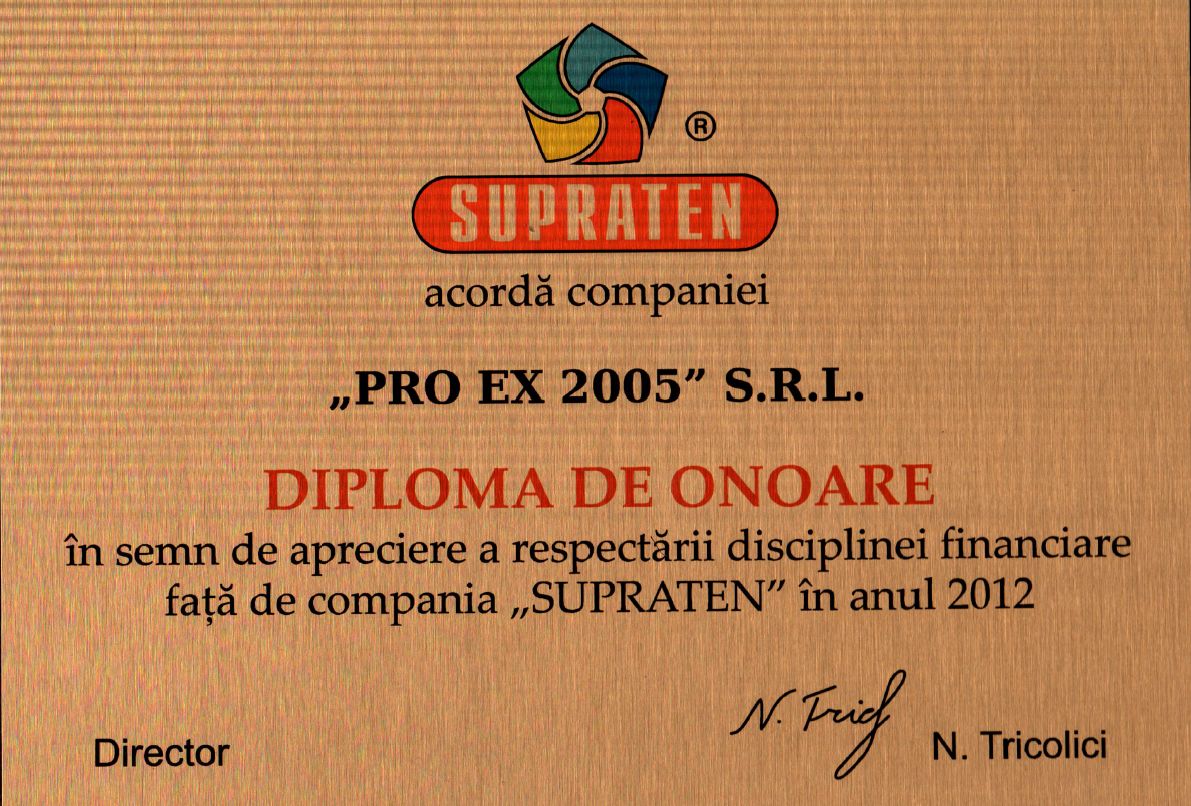 ®
SUPRATEN
acordă companiei
„PRO EX 2005” S.R.L.
DIPLOMA DE ONOARE
în semn de apreciere a respectării disciplinei financiare
față de compania „SUPRATEN” în anul 2012
N. Tric
Director
N. Tricolici